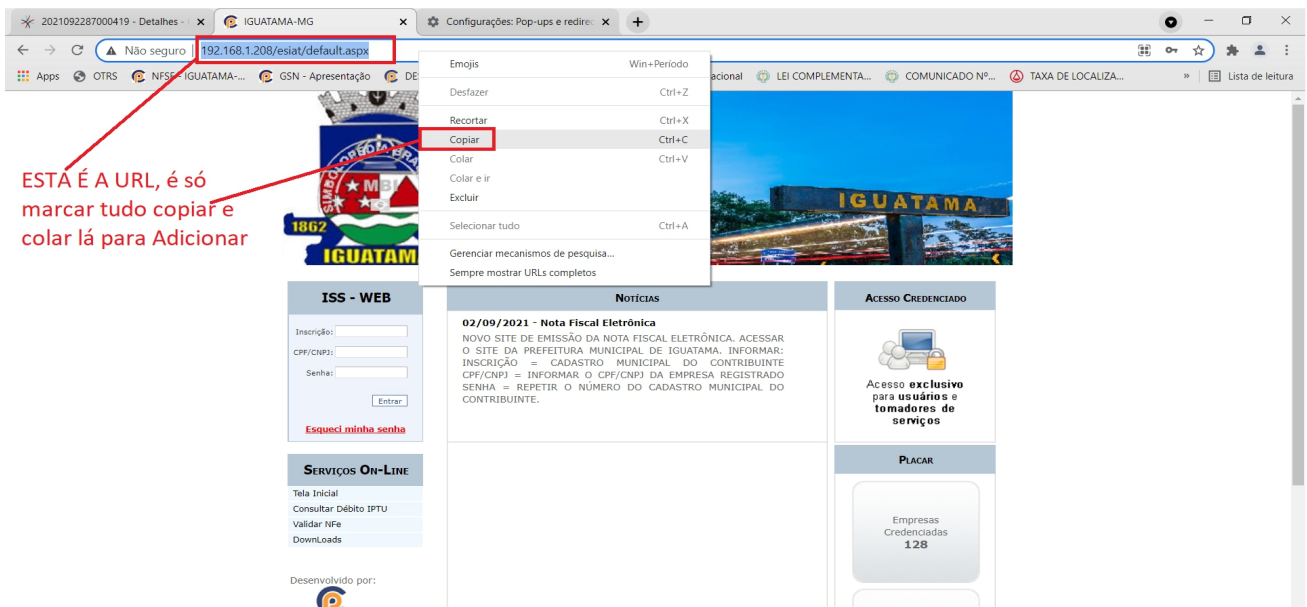 2021092287000419 - Detalhes -
IGUATAMA-MG
Configurações: Pop-ups e redirec
Não seguro
192.168.1.208/esiat/default.aspx
Apps
OTRS
NFSE - IGUATAMA-...
GSN - Apresentação
DE
acional
LEI COMPLEMENTA...
COMUNICADO Nº...
TAXA DE LOCALIZA...
»
Lista de leitura
Emojis Win+Período
Desfazer Ctrl+Z
Recortar Ctrl+X
Copiar Ctrl+C
Colar Ctrl+V
Colar e ir
Excluir
Selecionar tudo Ctrl+A
Gerenciar mecanismos de pesquisa...
Sempre mostrar URLs completos
ESTA É A URL, é só
marcar tudo copiar e
colar lá para Adicionar
1862
IGUATAM
IGUATAMA
ISS - WEB
Inscrição:
CPF/CNPJ:
Senha:
Entrar
Esqueci minha senha
Serviços On-Line
Tela Inicial
Consultar Débito IPTU
Validar NFe
DownLoads
Desenvolvido por:
Notícias
02/09/2021 - Nota Fiscal Eletrônica
NOVO SITE DE EMISSÃO DA NOTA FISCAL ELETRÔNICA. ACESSAR
O SITE DA PREFEITURA MUNICIPAL DE IGUATAMA. INFORMAR:
INSCRIÇÃO = CADASTRO MUNICIPAL DO CONTRIBUINTE
CPF/CNPJ = INFORMAR O CPF/CNPJ DA EMPRESA REGISTRADO
SENHA = REPETIR O NÚMERO DO CADASTRO MUNICIPAL DO
CONTRIBUINTE.
Acesso Credenciado
Acesso exclusivo
para usuários e
tomadores de
serviços
Placar
Empresas
Credenciadas
128